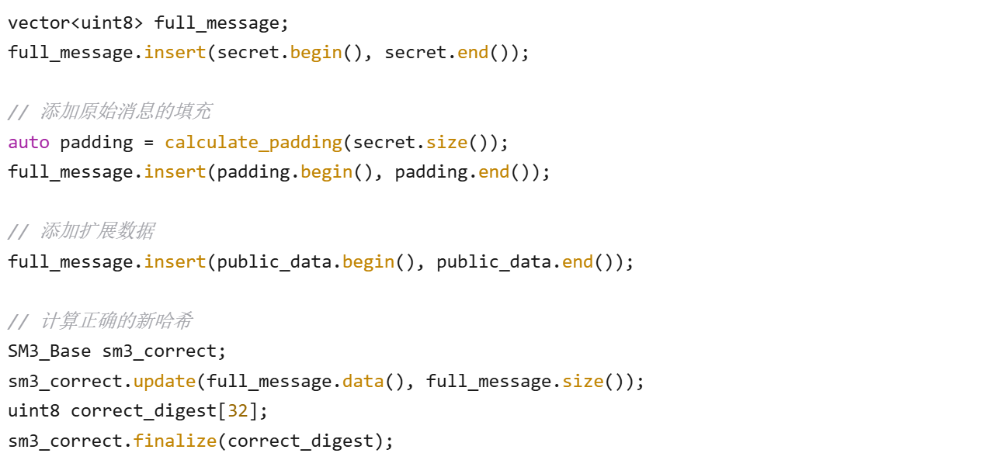 vector<uint8> full_message;
full_message.insert(secret.begin(), secret.end());
// 添加原始消息的填充
auto padding = calculate_padding(secret.size());
full_message.insert(padding.begin(), padding.end());
// 添加扩展数据
full_message.insert(public_data.begin(), public_data.end());
// 计算正确的新哈希
SM3_Base sm3_correct;
sm3_correct.update(full_message.data(), full_message.size());
uint8 correct_digest[32];
sm3_correct.finalize(correct_digest);